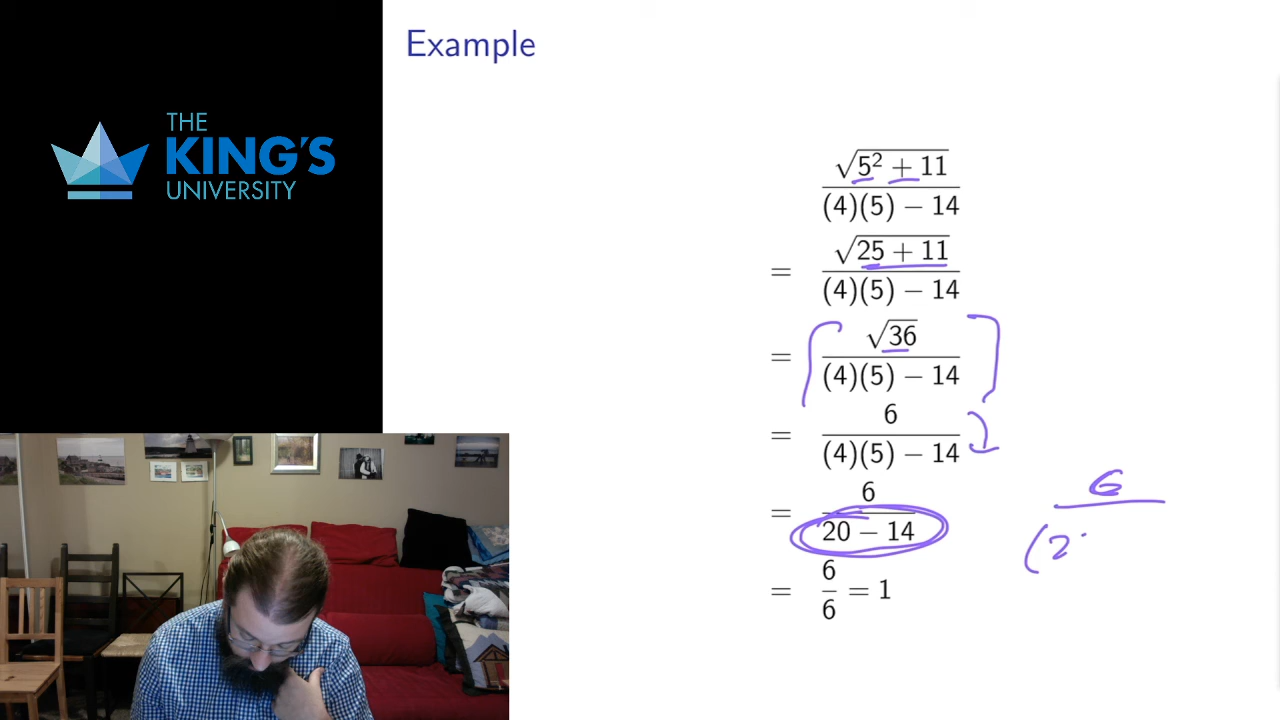 THE
KING'S
UNIVERSITY
Example
√5² + 11
(4)(5) − 14
= √25 + 11
(4)(5) − 14
= √36
(4)(5) − 14
= 6
(4)(5) − 14
= 6
20 − 14
= 6
6 = 1
6
(2